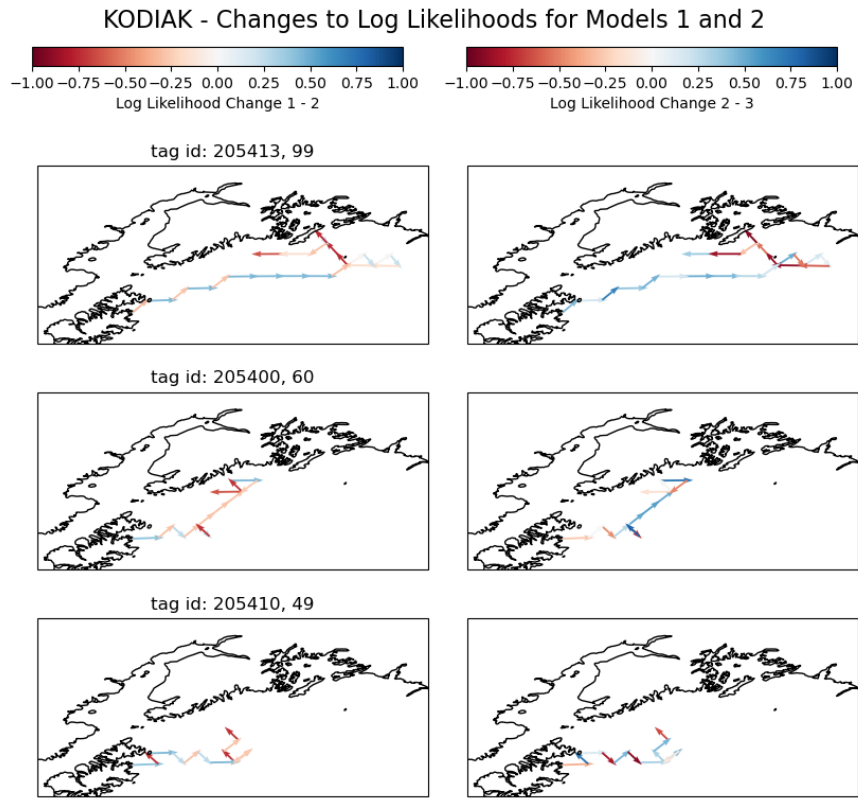 KODIAK - Changes to Log Likelihoods for Models 1 and 2
−1.00 −0.75 −0.50 −0.25 0.00 0.25 0.50 0.75 1.00
Log Likelihood Change 1 - 2
−1.00 −0.75 −0.50 −0.25 0.00 0.25 0.50 0.75 1.00
Log Likelihood Change 2 - 3
tag id: 205413, 99
tag id: 205400, 60
tag id: 205410, 49